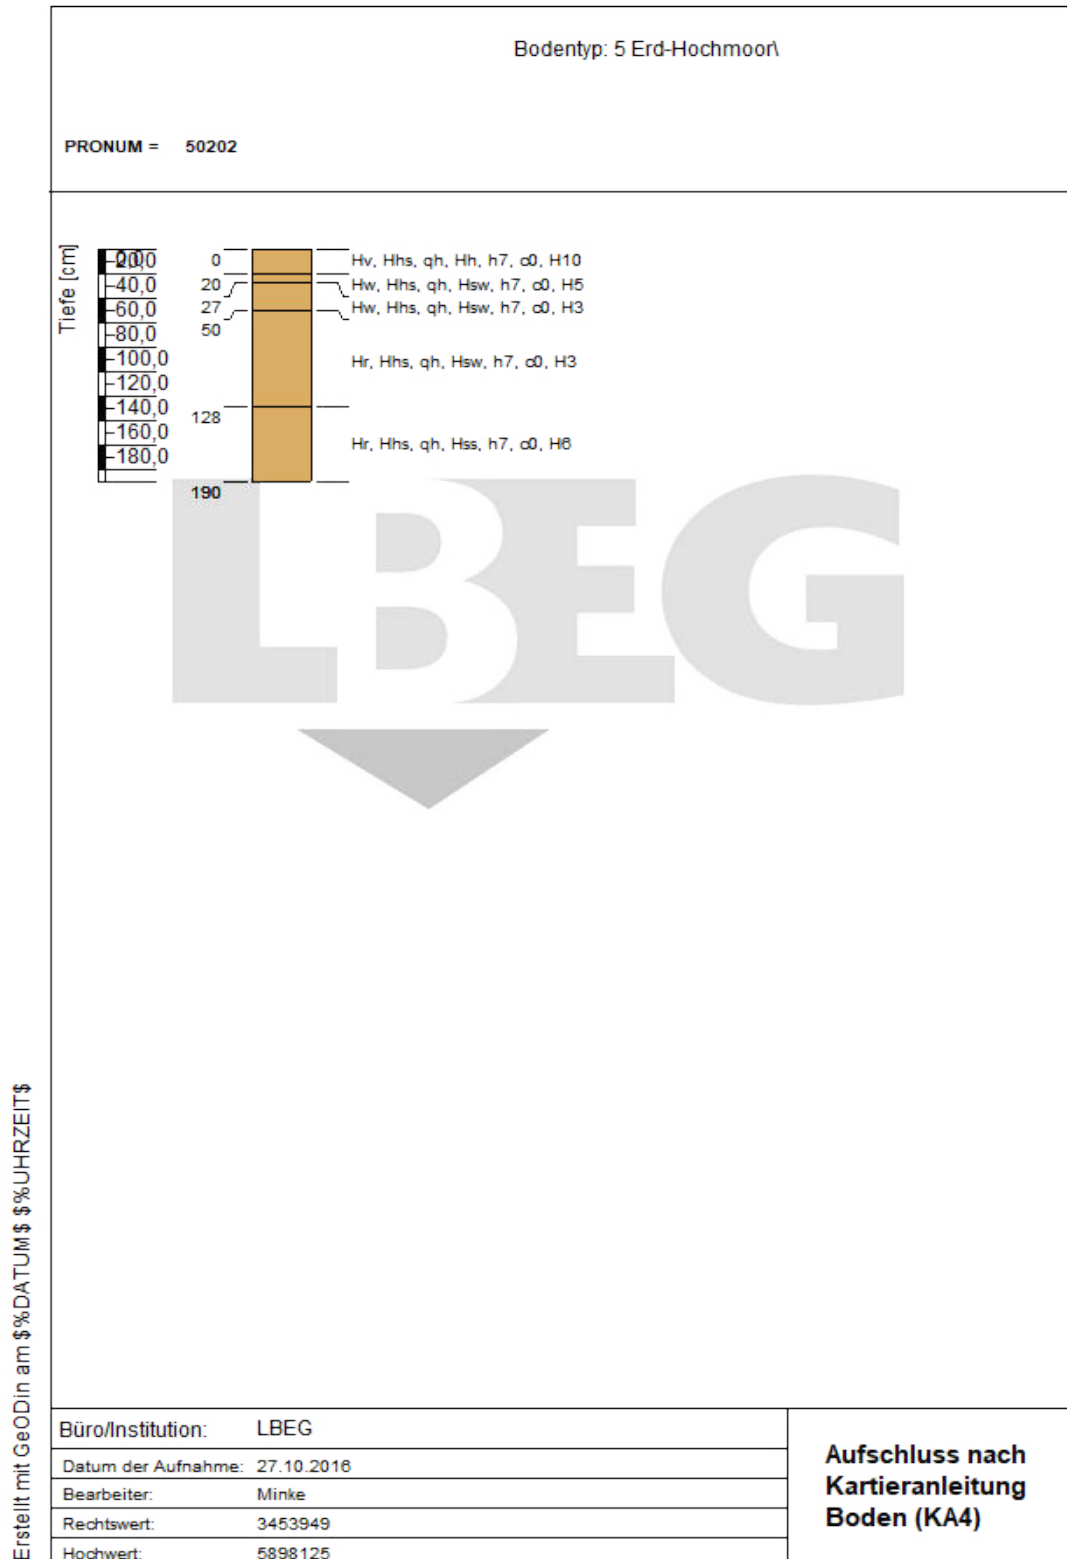 Bodentyp: 5 Erd-Hochmoor\
PRONUM = 50202
Tiefe [cm]
0,0
20,0
40,0
60,0
80,0
100,0
120,0
140,0
160,0
180,0
0
20
27
50
128
190
Hv, Hhs, qh, Hh, h7, c0, H10
Hw, Hhs, qh, Hsw, h7, c0, H5
Hw, Hhs, qh, Hsw, h7, c0, H3
Hr, Hhs, qh, Hsw, h7, c0, H3
Hr, Hhs, qh, Hss, h7, c0, H6
LBEG
Erstellt mit GeODin am $%DATUM$ $%UHRZEIT$
Büro/Institution: LBEG
Datum der Aufnahme: 27.10.2016
Bearbeiter: Minke
Rechtswert: 3453949
Hochwert: 5898125
Aufschluss nach
Kartieranleitung
Boden (KA4)